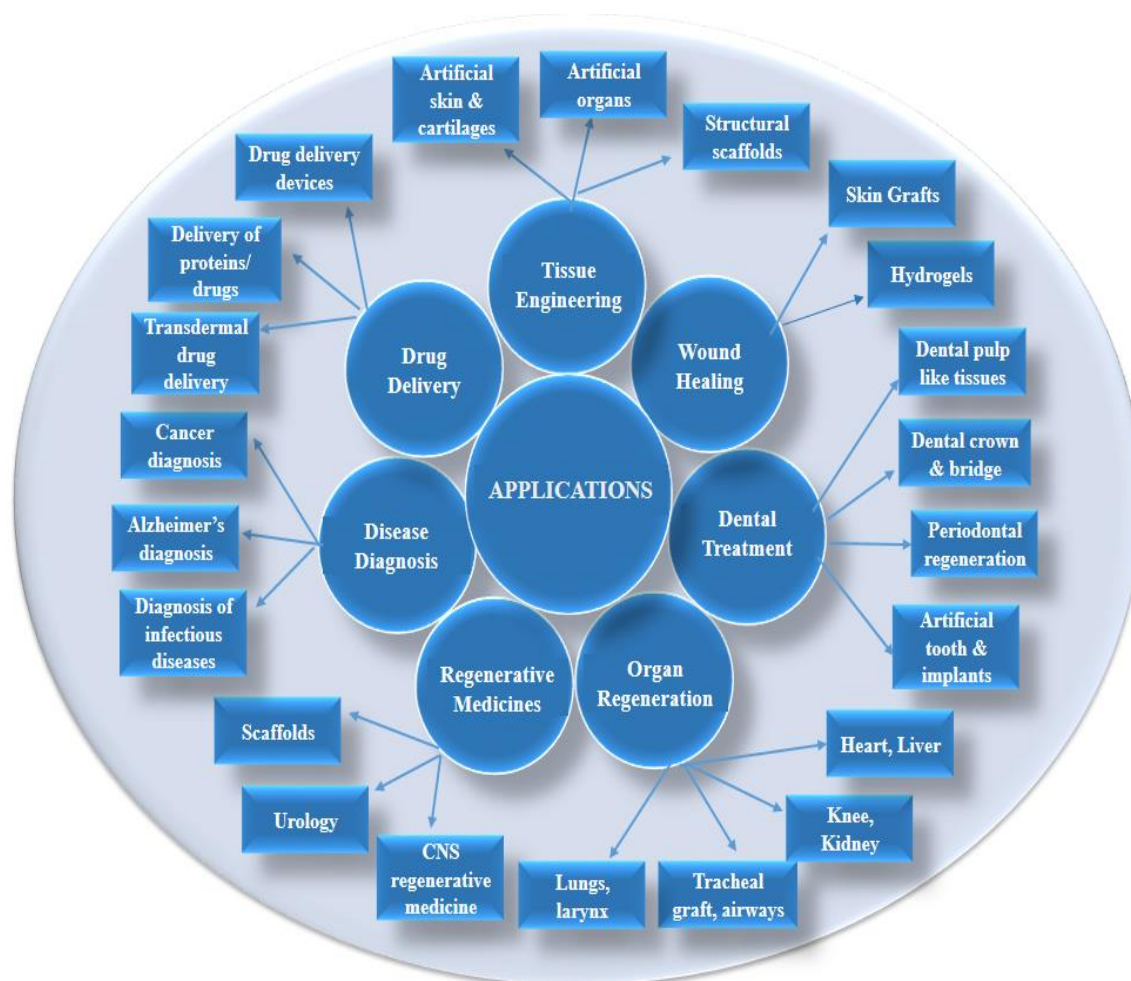 Artificial
skin &
cartilages
Artificial
organs
Structural
scaffolds
Drug delivery
devices
Skin Grafts
Delivery of
proteins/
drugs
Hydrogels
Tissue
Engineering
Transdermal
drug
delivery
Drug
Delivery
Wound
Healing
Dental pulp
like tissues
Cancer
diagnosis
Dental crown
& bridge
APPLICATIONS
Alzheimer’s
diagnosis
Disease
Diagnosis
Dental
Treatment
Periodontal
regeneration
Diagnosis of
infectious
diseases
Artificial
tooth &
implants
Regenerative
Medicines
Organ
Regeneration
Scaffolds
Heart, Liver
Urology
Knee,
Kidney
CNS
regenerative
medicine
Lungs,
larynx
Tracheal
graft, airways